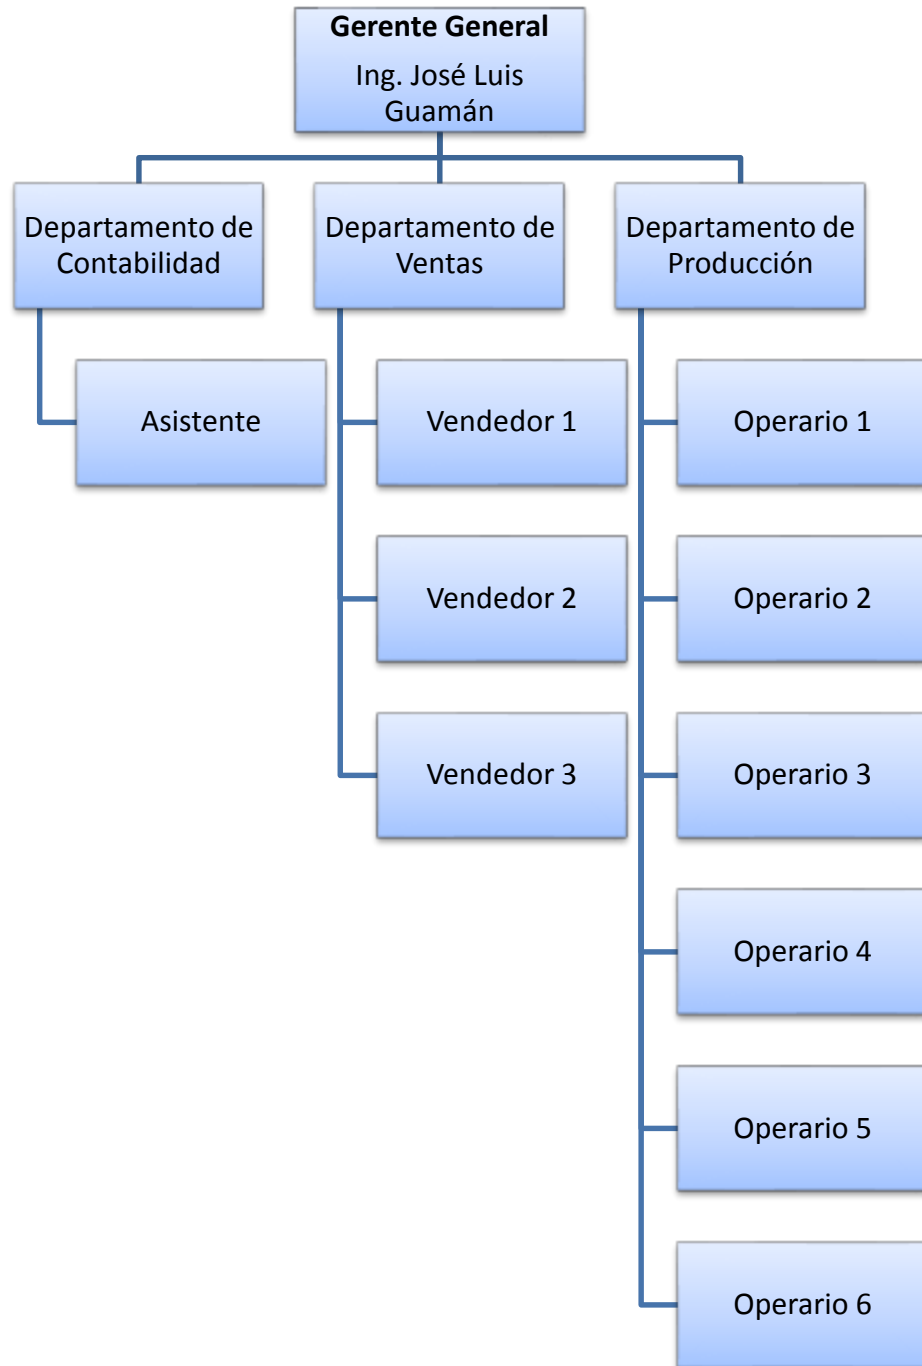 Gerente General
Ing. José Luis
Guamán
Departamento de
Contabilidad
Departamento de
Ventas
Departamento de
Producción
Asistente
Vendedor 1
Operario 1
Vendedor 2
Operario 2
Vendedor 3
Operario 3
Operario 4
Operario 5
Operario 6